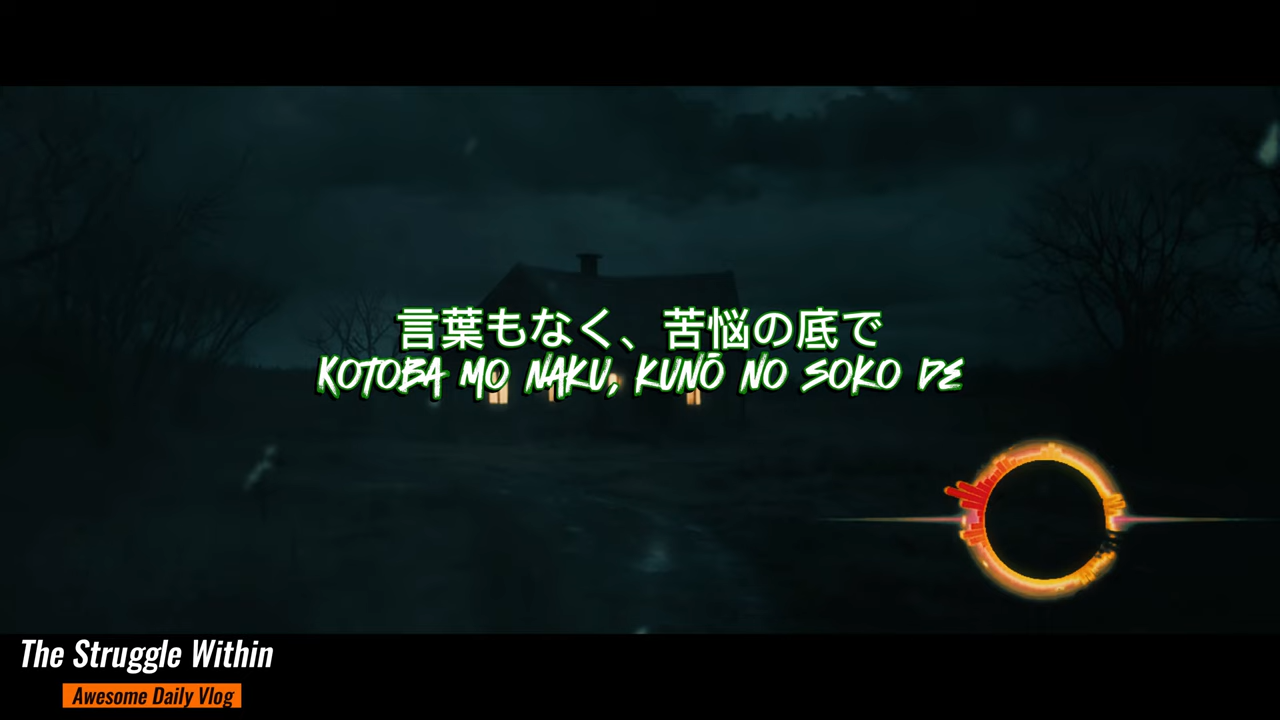 言葉もなく、苦悩の底で
KOTOBA MO NAKU, KUNŌ NO SOKO DE
The Struggle Within
Awesome Daily Vlog